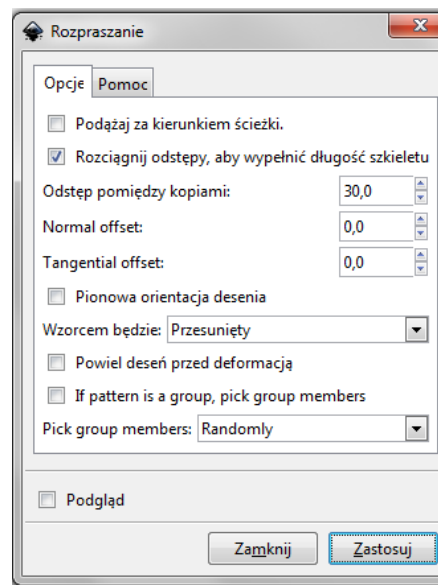 Rozpraszanie
Opcje Pomoc
Podążaj za kierunkiem ścieżki.
Rozciągnij odstępy, aby wypełnić długość szkieletu
Odstęp pomiędzy kopiami: 30,0
Normal offset: 0,0
Tangential offset: 0,0
Pionowa orientacja desenia
Wzorcem będzie: Przesunięty
Powiel deseń przed deformacją
If pattern is a group, pick group members
Pick group members: Randomly
Podgląd
Zamknij Zastosuj